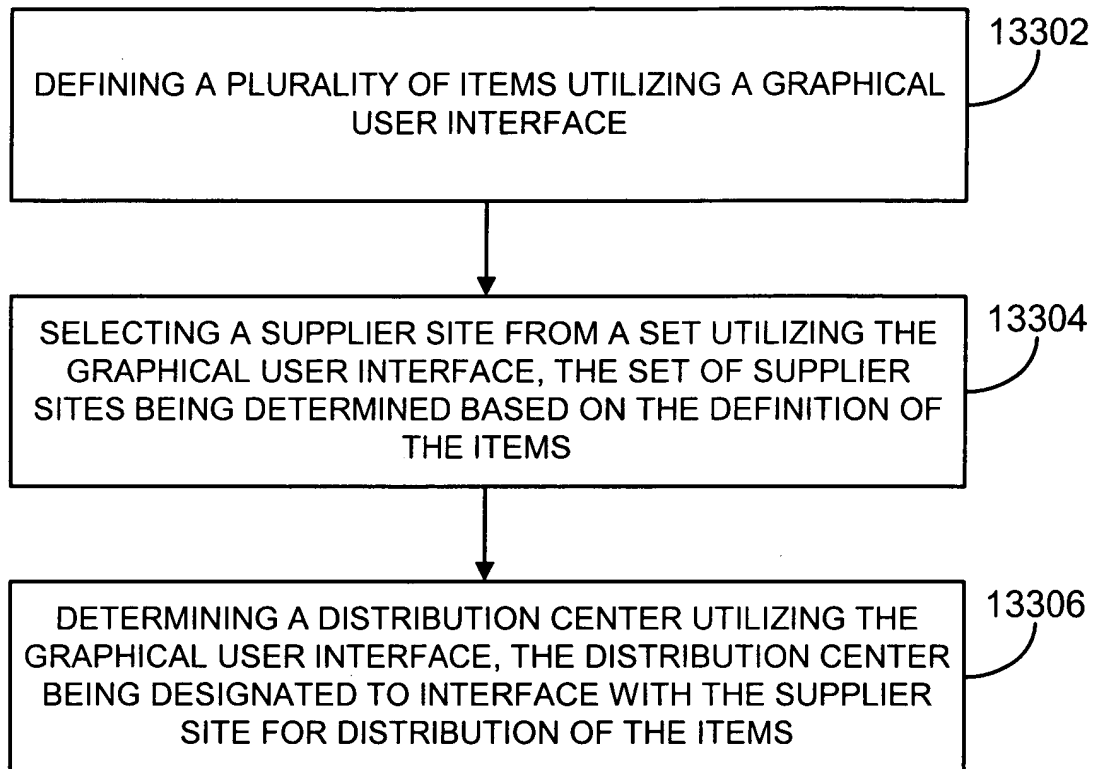 13302
DEFINING A PLURALITY OF ITEMS UTILIZING A GRAPHICAL
USER INTERFACE
13304
SELECTING A SUPPLIER SITE FROM A SET UTILIZING THE
GRAPHICAL USER INTERFACE, THE SET OF SUPPLIER
SITES BEING DETERMINED BASED ON THE DEFINITION OF
THE ITEMS
13306
DETERMINING A DISTRIBUTION CENTER UTILIZING THE
GRAPHICAL USER INTERFACE, THE DISTRIBUTION CENTER
BEING DESIGNATED TO INTERFACE WITH THE SUPPLIER
SITE FOR DISTRIBUTION OF THE ITEMS